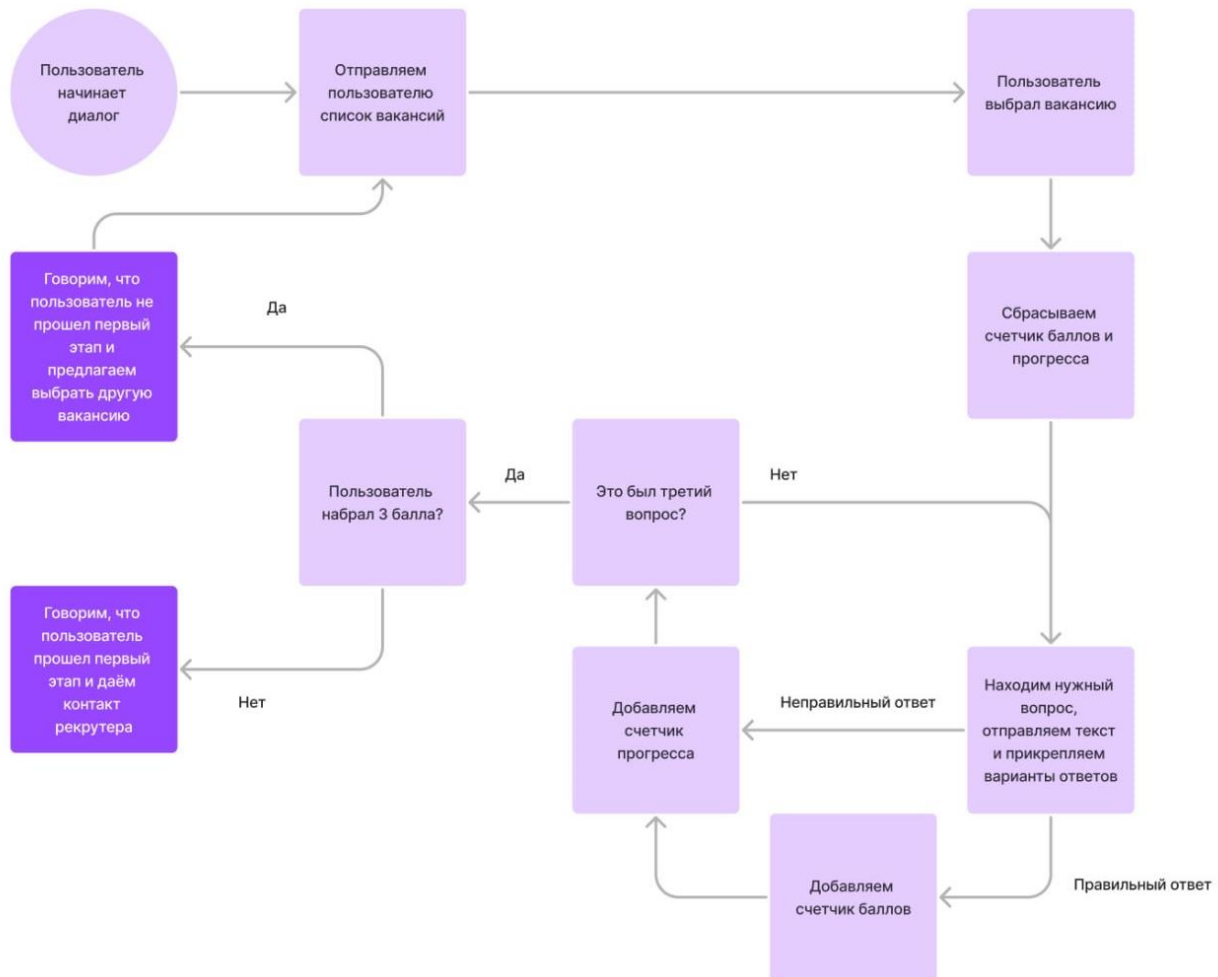 Пользователь
начинает
диалог
Отправляем
пользователю
список вакансий
Пользователь
выбрал вакансию
Говорим, что
пользователь не
прошел первый
этап и
предлагаем
выбрать другую
вакансию
Да
Сбрасываем
счетчик баллов и
прогресса
Пользователь
набрал 3 балла?
Да
Это был третий
вопрос?
Нет
Говорим, что
пользователь
прошел первый
этап и даём
контакт
рекрутера
Нет
Добавляем
счетчик
прогресса
Неправильный ответ
Находим нужный
вопрос,
отправляем текст
и прикрепляем
варианты ответов
Добавляем
счетчик баллов
Правильный ответ